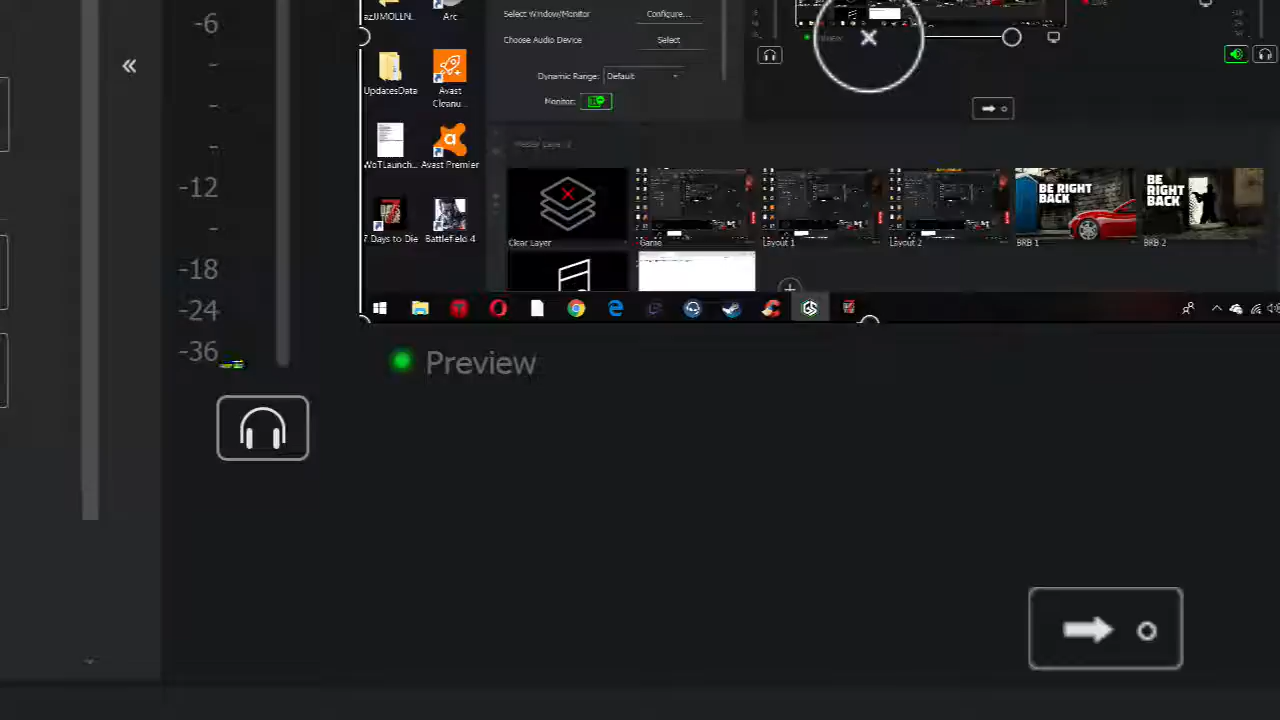 -6
-12
-18
-24
-36
Arc
UpdatesData
Avast
Cleanu...
WoTLaunch...
Avast Premier
7 Days to Die
Battlefield 4
Select Window/Monitor
Configure...
Choose Audio Device
Select
Dynamic Range:
Default
Monitor:
Clear Layer
Game
Layout 1
Layout 2
BE RIGHT
BACK
BRB 1
BE
RIGHT
BACK
BRB 2
Preview